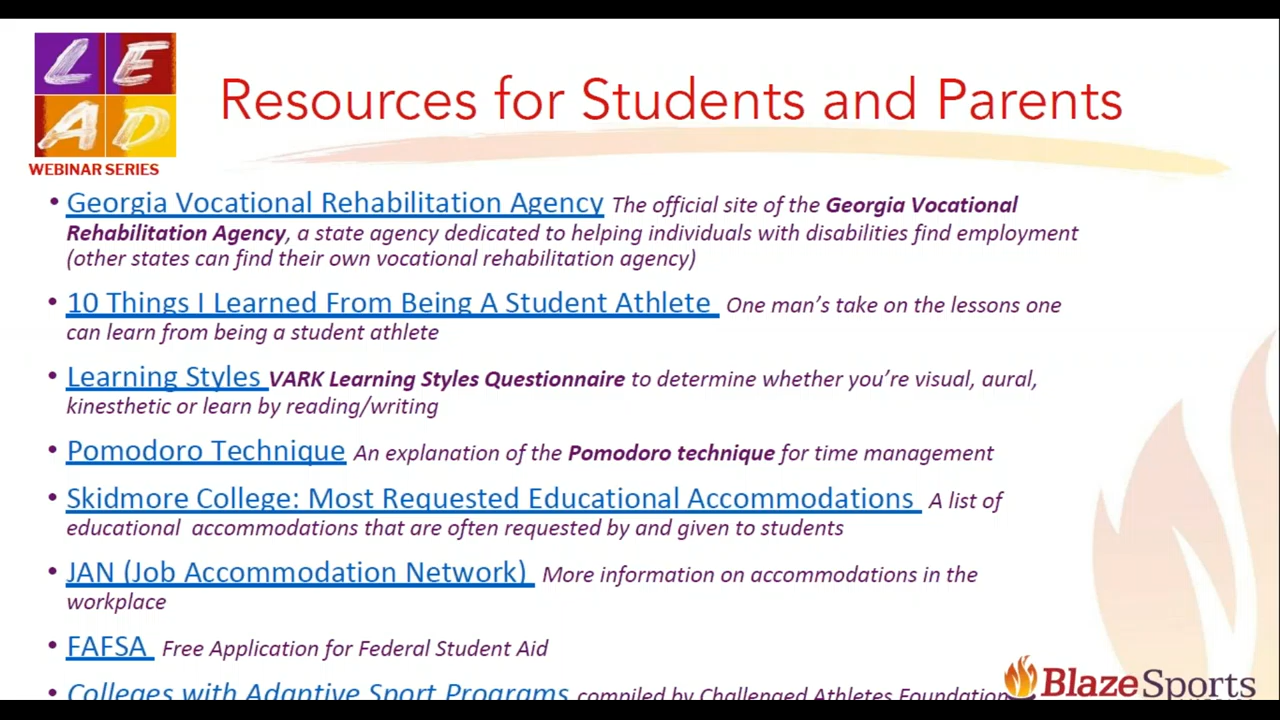 L E
A D
WEBINAR SERIES
Resources for Students and Parents
• Georgia Vocational Rehabilitation Agency The official site of the Georgia Vocational
Rehabilitation Agency, a state agency dedicated to helping individuals with disabilities find employment
(other states can find their own vocational rehabilitation agency)
• 10 Things I Learned From Being A Student Athlete One man’s take on the lessons one
can learn from being a student athlete
• Learning Styles VARK Learning Styles Questionnaire to determine whether you’re visual, aural,
kinesthetic or learn by reading/writing
• Pomodoro Technique An explanation of the Pomodoro technique for time management
• Skidmore College: Most Requested Educational Accommodations A list of
educational accommodations that are often requested by and given to students
• JAN (Job Accommodation Network) More information on accommodations in the
workplace
• FAFSA Free Application for Federal Student Aid
• Colleges with Adaptive Sport Programs compiled by Challenged Athletes Foundation
BlazeSports